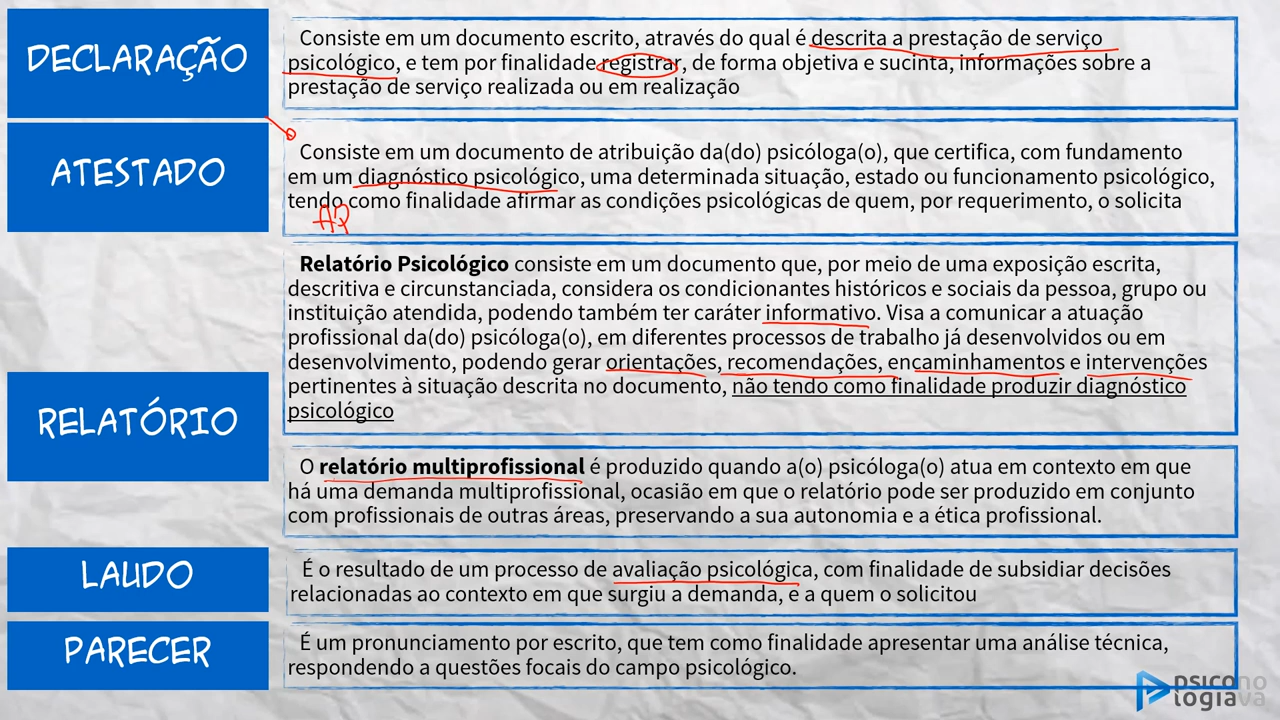 DECLARAÇÃO
Consiste em um documento escrito, através do qual é descrita a prestação de serviço
psicológico, e tem por finalidade registrar, de forma objetiva e sucinta, informações sobre a
prestação de serviço realizada ou em realização
ATESTADO
Consiste em um documento de atribuição da(do) psicóloga(o), que certifica, com fundamento
em um diagnóstico psicológico, uma determinada situação, estado ou funcionamento psicológico,
tendo como finalidade afirmar as condições psicológicas de quem, por requerimento, o solicita
AP
RELATÓRIO
Relatório Psicológico consiste em um documento que, por meio de uma exposição escrita,
descritiva e circunstanciada, considera os condicionantes históricos e sociais da pessoa, grupo ou
instituição atendida, podendo também ter caráter informativo. Visa a comunicar a atuação
profissional da(do) psicóloga(o), em diferentes processos de trabalho já desenvolvidos ou em
desenvolvimento, podendo gerar orientações, recomendações, encaminhamentos e intervenções
pertinentes à situação descrita no documento, não tendo como finalidade produzir diagnóstico
psicológico
O relatório multiprofissional é produzido quando a(o) psicóloga(o) atua em contexto em que
há uma demanda multiprofissional, ocasião em que o relatório pode ser produzido em conjunto
com profissionais de outras áreas, preservando a sua autonomia e a ética profissional.
LAUDO
É o resultado de um processo de avaliação psicológica, com finalidade de subsidiar decisões
relacionadas ao contexto em que surgiu a demanda, e a quem o solicitou
PARECER
É um pronunciamento por escrito, que tem como finalidade apresentar uma análise técnica,
respondendo a questões focais do campo psicológico.
psicono
logiava